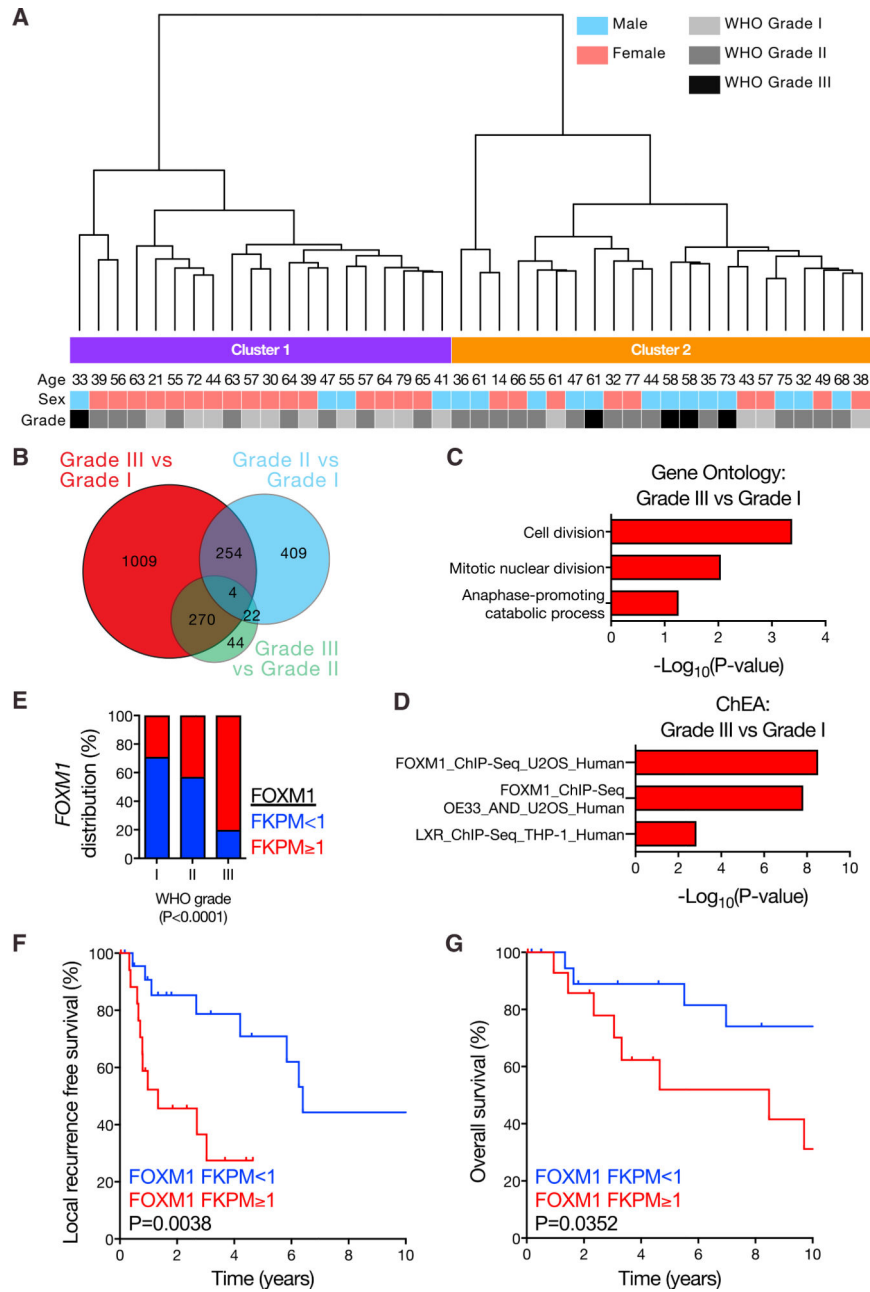 A
Male
WHO Grade I
Female
WHO Grade II
WHO Grade III
Cluster 1
Cluster 2
Age 33 39 56 63 21 55 72 44 63 57 30 64 39 47 55 57 64 79 65 41 36 61 14 66 55 61 47 61 32 77 44 58 58 35 73 43 57 75 32 49 68 38
Sex
Grade
B
Grade III vs
Grade I
Grade II vs
Grade I
1009
254
409
4
270
22
44
Grade III
vs Grade II
C
Gene Ontology:
Grade III vs Grade I
Cell division
Mitotic nuclear division
Anaphase-promoting
catabolic process
0 1 2 3 4
-Log10(P-value)
D
ChEA:
Grade III vs Grade I
FOXM1_ChIP-Seq_U2OS_Human
FOXM1_ChIP-Seq
OE33_AND_U2OS_Human
LXR_ChIP-Seq_THP-1_Human
0 2 4 6 8 10
-Log10(P-value)
E
FOXM1
distribution (%)
100
80
60
40
20
0
I II III
WHO grade
(P<0.0001)
FOXM1
FKPM<1
FKPM≥1
F
Local recurrence free survival (%)
100
80
60
40
20
0
FOXM1 FKPM<1
FOXM1 FKPM≥1
P=0.0038
0 2 4 6 8 10
Time (years)
G
Overall survival (%)
100
80
60
40
20
0
FOXM1 FKPM<1
FOXM1 FKPM≥1
P=0.0352
0 2 4 6 8 10
Time (years)